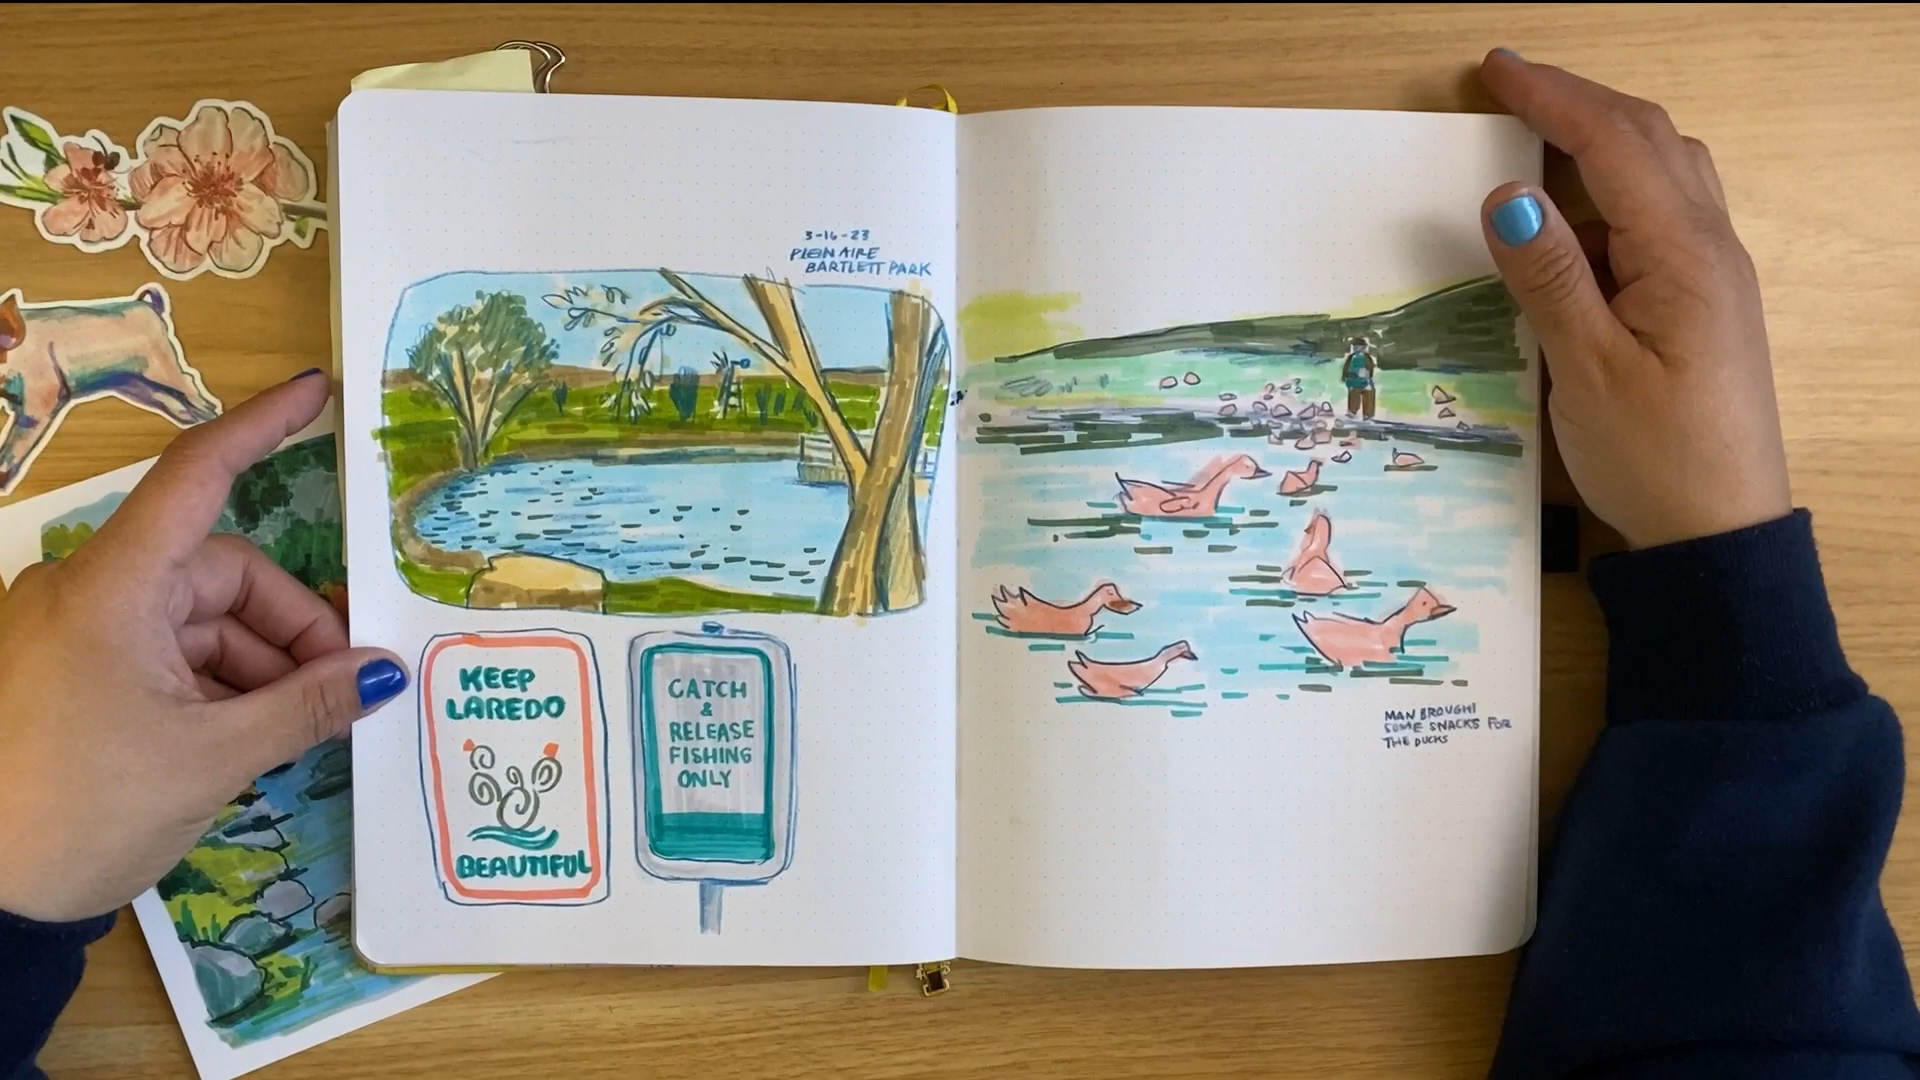 3-16-23
PLEIN AIRE
BARTLETT PARK
KEEP
LAREDO
BEAUTIFUL
CATCH
&
RELEASE
FISHING
ONLY
MAN BROUGHT
SOME SNACKS FOR
THE DUCKS